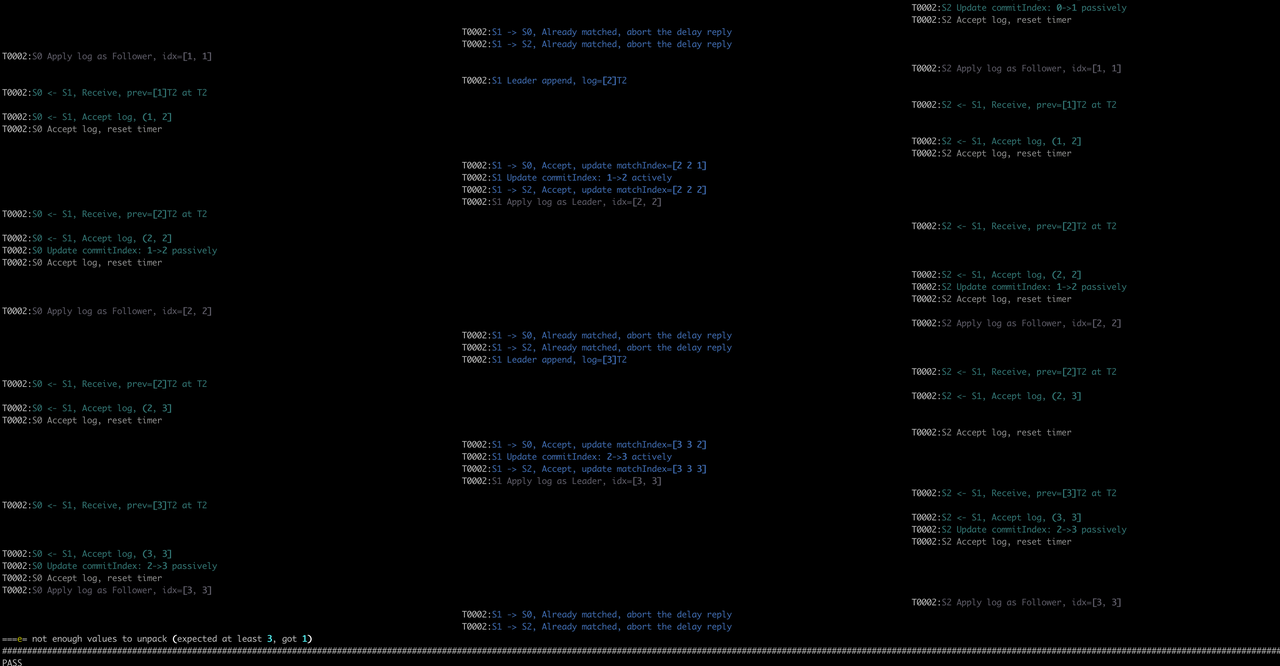 T0002:S2 Update commitIndex: 0->1 passively
T0002:S2 Accept log, reset timer
T0002:S1 -> S0, Already matched, abort the delay reply
T0002:S1 -> S2, Already matched, abort the delay reply
T0002:S0 Apply log as Follower, idx=[1, 1]
T0002:S2 Apply log as Follower, idx=[1, 1]
T0002:S1 Leader append, log=[2]T2
T0002:S0 <- S1, Receive, prev=[1]T2 at T2
T0002:S2 <- S1, Receive, prev=[1]T2 at T2
T0002:S0 <- S1, Accept log, (1, 2]
T0002:S0 Accept log, reset timer
T0002:S2 <- S1, Accept log, (1, 2]
T0002:S2 Accept log, reset timer
T0002:S1 -> S0, Accept, update matchIndex=[2 2 1]
T0002:S1 Update commitIndex: 1->2 actively
T0002:S1 -> S2, Accept, update matchIndex=[2 2 2]
T0002:S1 Apply log as Leader, idx=[2, 2]
T0002:S0 <- S1, Receive, prev=[2]T2 at T2
T0002:S2 <- S1, Receive, prev=[2]T2 at T2
T0002:S0 <- S1, Accept log, (2, 2]
T0002:S0 Update commitIndex: 1->2 passively
T0002:S0 Accept log, reset timer
T0002:S2 <- S1, Accept log, (2, 2]
T0002:S2 Update commitIndex: 1->2 passively
T0002:S2 Accept log, reset timer
T0002:S0 Apply log as Follower, idx=[2, 2]
T0002:S2 Apply log as Follower, idx=[2, 2]
T0002:S1 -> S0, Already matched, abort the delay reply
T0002:S1 -> S2, Already matched, abort the delay reply
T0002:S1 Leader append, log=[3]T2
T0002:S2 <- S1, Receive, prev=[2]T2 at T2
T0002:S0 <- S1, Receive, prev=[2]T2 at T2
T0002:S2 <- S1, Accept log, (2, 3]
T0002:S0 <- S1, Accept log, (2, 3]
T0002:S0 Accept log, reset timer
T0002:S2 Accept log, reset timer
T0002:S1 -> S0, Accept, update matchIndex=[3 3 2]
T0002:S1 Update commitIndex: 2->3 actively
T0002:S1 -> S2, Accept, update matchIndex=[3 3 3]
T0002:S1 Apply log as Leader, idx=[3, 3]
T0002:S2 <- S1, Receive, prev=[3]T2 at T2
T0002:S0 <- S1, Receive, prev=[3]T2 at T2
T0002:S2 <- S1, Accept log, (3, 3]
T0002:S2 Update commitIndex: 2->3 passively
T0002:S2 Accept log, reset timer
T0002:S0 <- S1, Accept log, (3, 3]
T0002:S0 Update commitIndex: 2->3 passively
T0002:S0 Accept log, reset timer
T0002:S0 Apply log as Follower, idx=[3, 3]
T0002:S2 Apply log as Follower, idx=[3, 3]
T0002:S1 -> S0, Already matched, abort the delay reply
T0002:S1 -> S2, Already matched, abort the delay reply
===e= not enough values to unpack (expected at least 3, got 1)
PASS